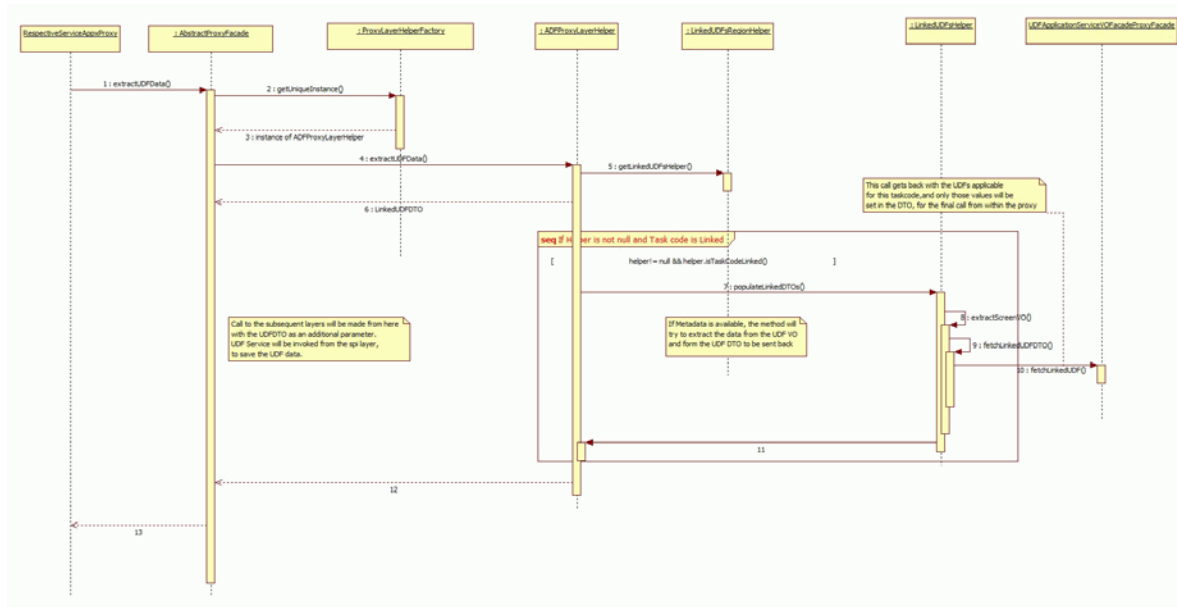 RespectiveServiceAppxProxy
: AbstractProxyFacade
: ProxyLayerHelperFactory
: ADFProxyLayerHelper
: LinkedUDFsRegionHelper
: LinkedUDFsHelper
UDFApplicationServiceVOFacadeProxyFacade
1 : extractUDFData()
2 : getUniqueInstance()
3 : instance of ADFProxyLayerHelper
4 : extractUDFData()
5 : getLinkedUDFsHelper()
This call gets back with the UDFs applicable
for this taskcode,and only those values will be
set in the DTO, for the final call from within the proxy
6 : LinkedUDFDTO
seq If Helper is not null and Task code is Linked
[ helper!= null && helper.isTaskCodeLinked() ]
7 : populateLinkedDTOs()
Call to the subsequent layers will be made from here
with the UDFDTO as an additional parameter.
UDF Service will be invoked from the spi layer,
to save the UDF data.
If Metadata is available, the method will
try to extract the data from the UDF VO
and form the UDF DTO to be sent back
8 : extractScreenVO()
9 : fetchLinkedUDFDTO()
10 : fetchLinkedUDF()
11
12
13